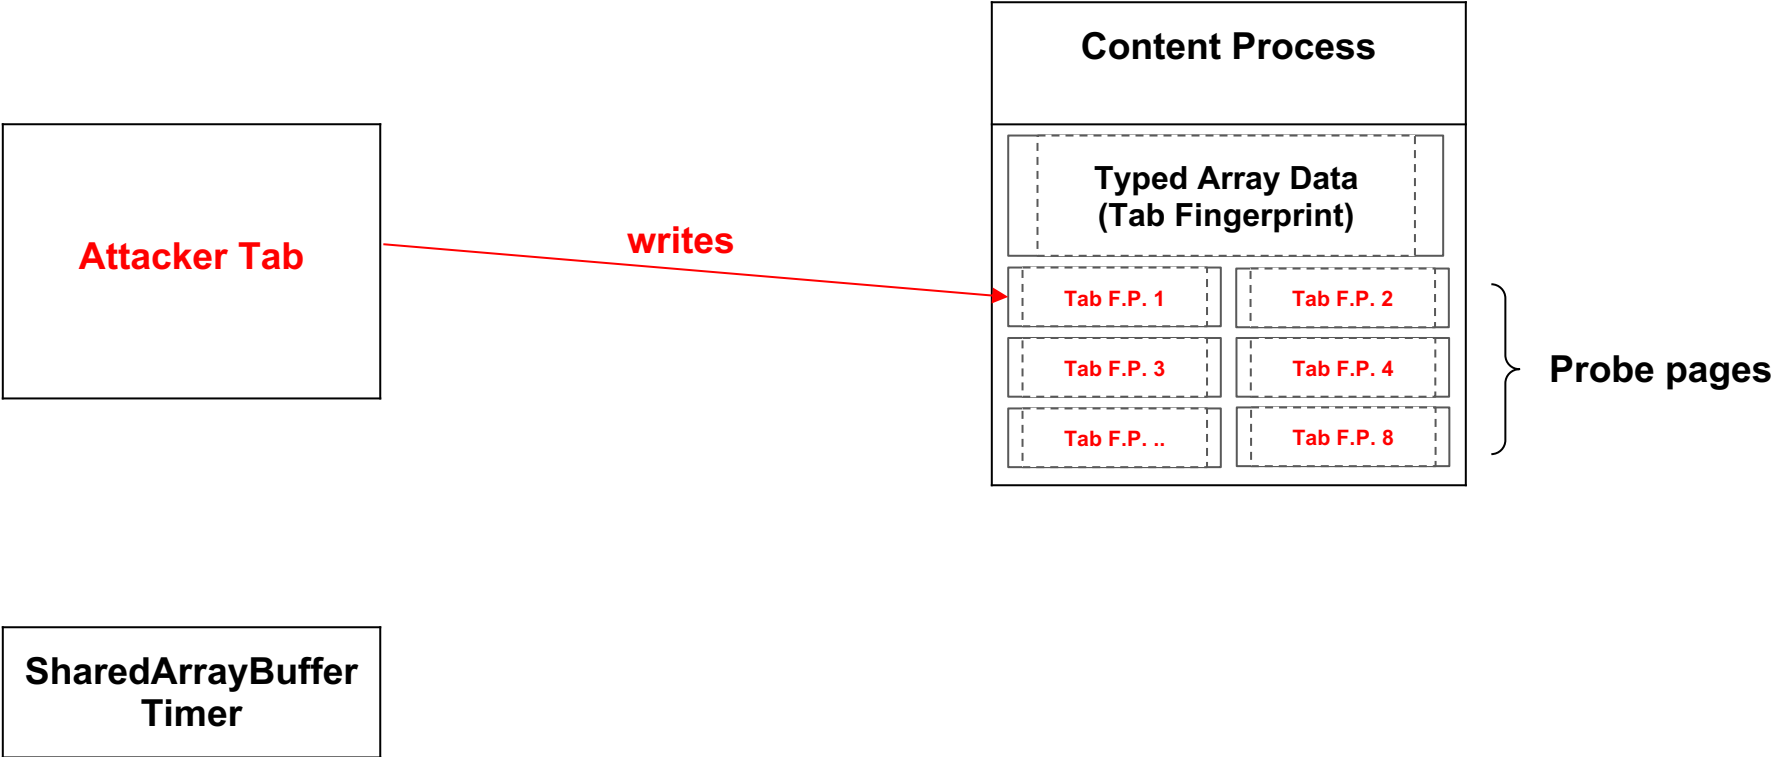 Content Process
Typed Array Data
(Tab Fingerprint)
Attacker Tab
writes
Tab F.P. 1
Tab F.P. 2
Tab F.P. 3
Tab F.P. 4
Tab F.P. ..
Tab F.P. 8
Probe pages
SharedArrayBuffer
Timer